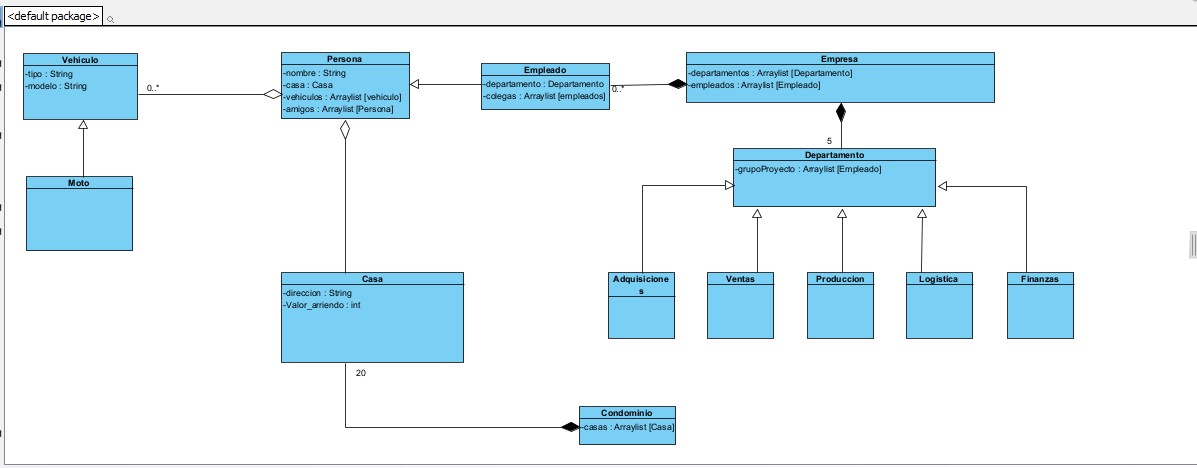 <default package>
Vehiculo
-tipo : String
-modelo : String
0..*
Persona
-nombre : String
-casa : Casa
-vehiculos : Arraylist [vehiculo]
-amigos : Arraylist [Persona]
Empleado
-departamento : Departamento
-colegas : Arraylist [empleados]
0..*
Empresa
-departamentos : Arraylist [Departamento]
-empleados : Arraylist [Empleado]
5
Departamento
-grupoProyecto : Arraylist [Empleado]
Moto
Casa
-direccion : String
-Valor_arriendo : int
Adquisicione
s
Ventas
Produccion
Logistica
Finanzas
20
Condominio
-casas : Arraylist [Casa]